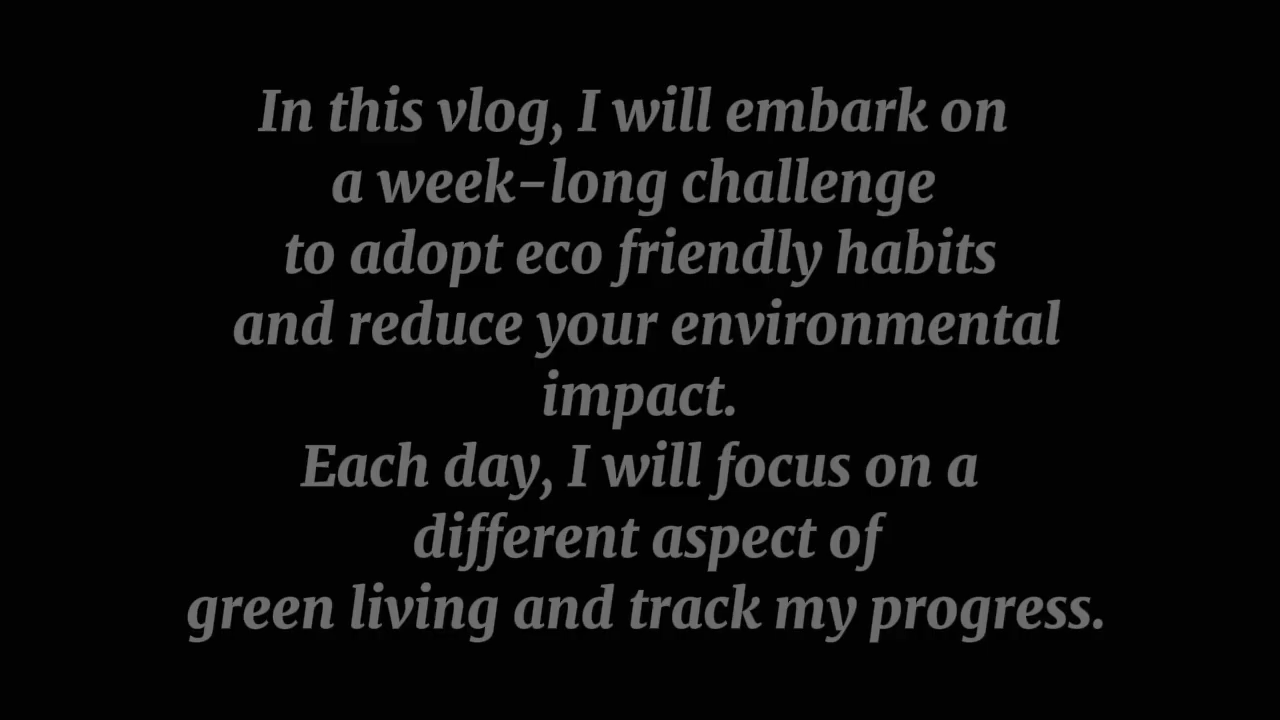 In this vlog, I will embark on
a week-long challenge
to adopt eco friendly habits
and reduce your environmental
impact.
Each day, I will focus on a
different aspect of
green living and track my progress.